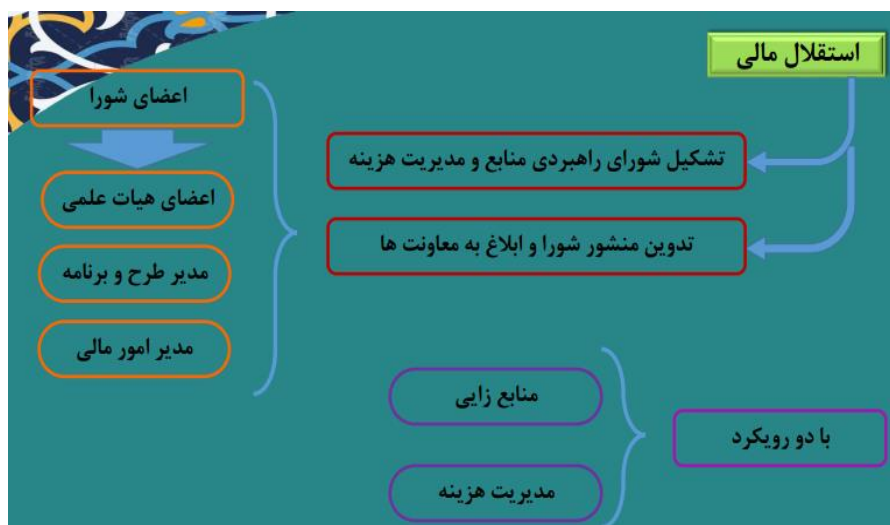 استقلال مالی
تشکیل شورای راهبردی منابع و مدیریت هزینه
تدوین منشور شورا و ابلاغ به معاونت ها
اعضای شورا
اعضای هیات علمی
مدیر طرح و برنامه
مدیر امور مالی
با دو رویکرد
منابع زایی
مدیریت هزینه